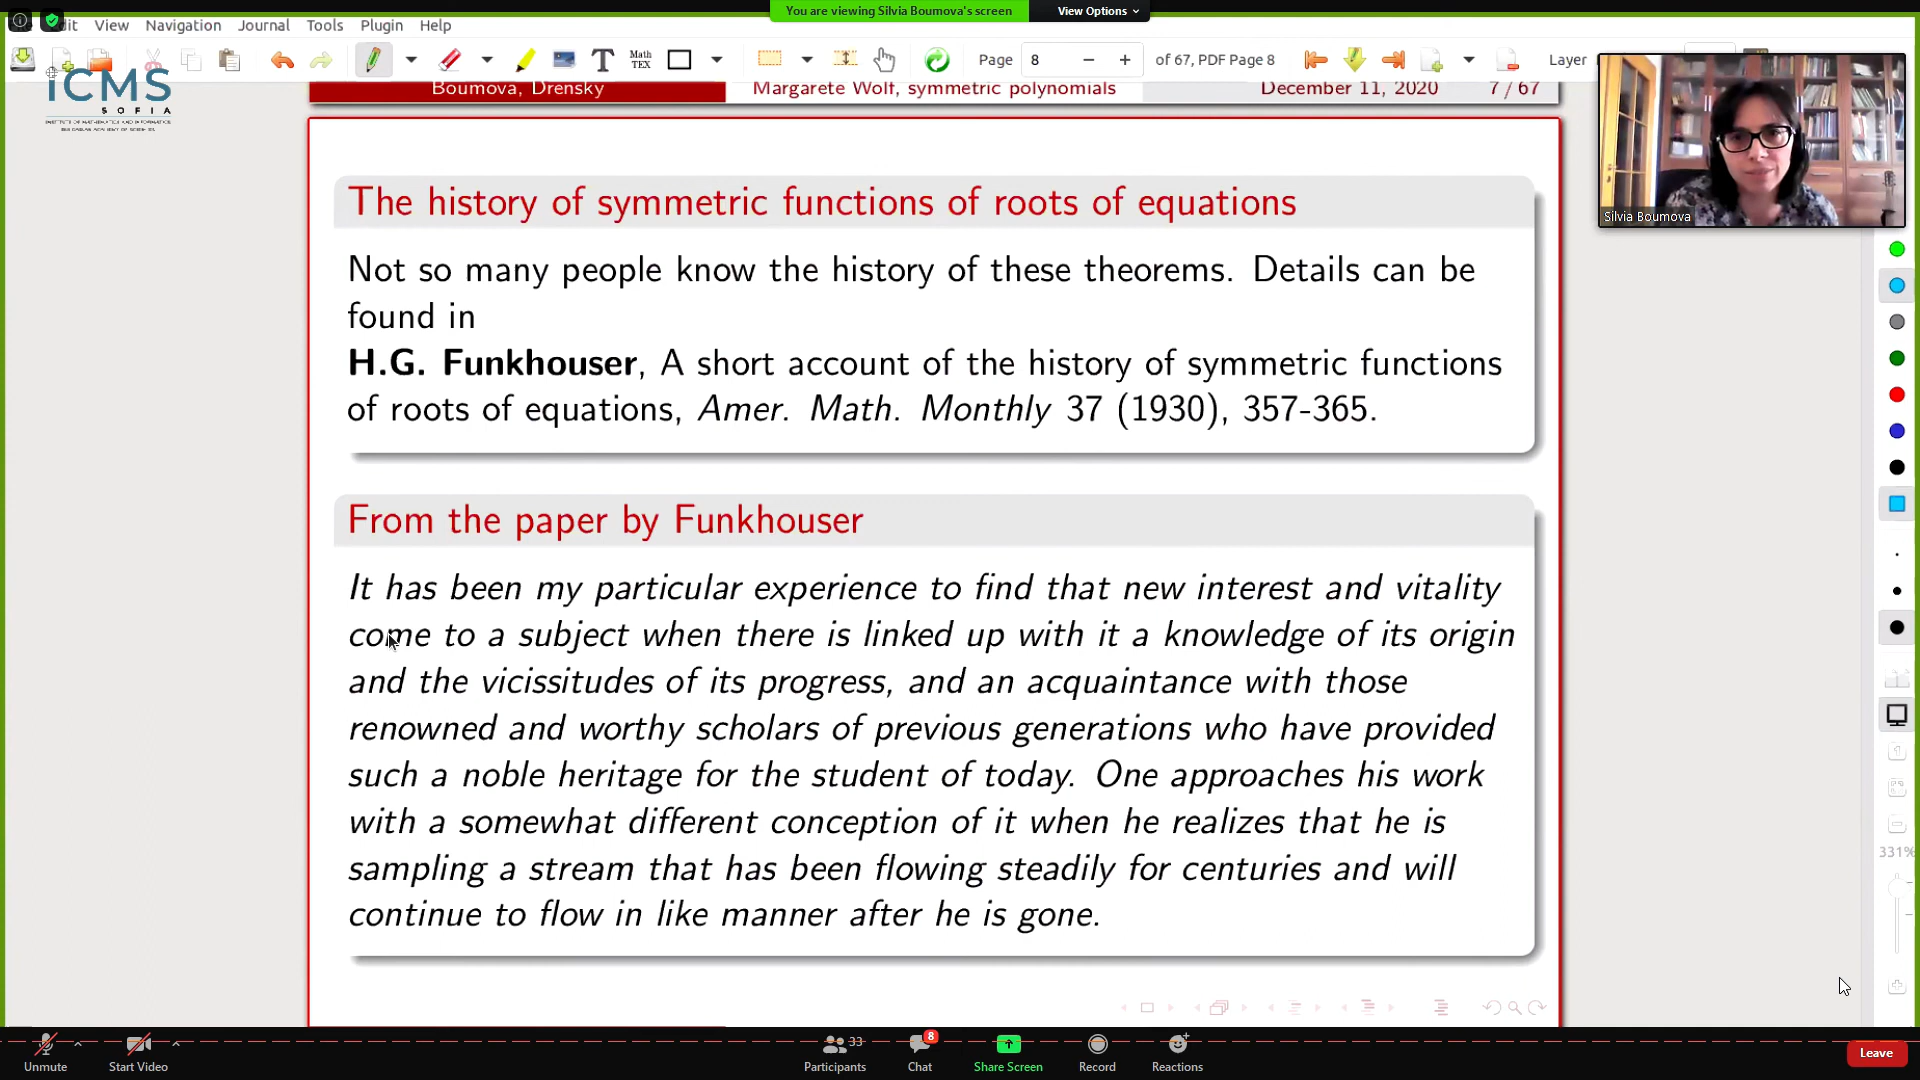 You are viewing Silvia Boumova's screen
View Options
View Navigation Journal Tools Plugin Help
Math TEX
Page 8 of 67, PDF Page 8 Layer
iCMS
SOFIA
Boumova, Drensky Margarete Wolf, symmetric polynomials December 11, 2020 7 / 67
Silvia Boumova
The history of symmetric functions of roots of equations
Not so many people know the history of these theorems. Details can be
found in
H.G. Funkhouser, A short account of the history of symmetric functions
of roots of equations, Amer. Math. Monthly 37 (1930), 357-365.
From the paper by Funkhouser
It has been my particular experience to find that new interest and vitality
come to a subject when there is linked up with it a knowledge of its origin
and the vicissitudes of its progress, and an acquaintance with those
renowned and worthy scholars of previous generations who have provided
such a noble heritage for the student of today. One approaches his work
with a somewhat different conception of it when he realizes that he is
sampling a stream that has been flowing steadily for centuries and will
continue to flow in like manner after he is gone.
331%
Unmute Start Video Participants 33 Chat 8 Share Screen Record Reactions Leave